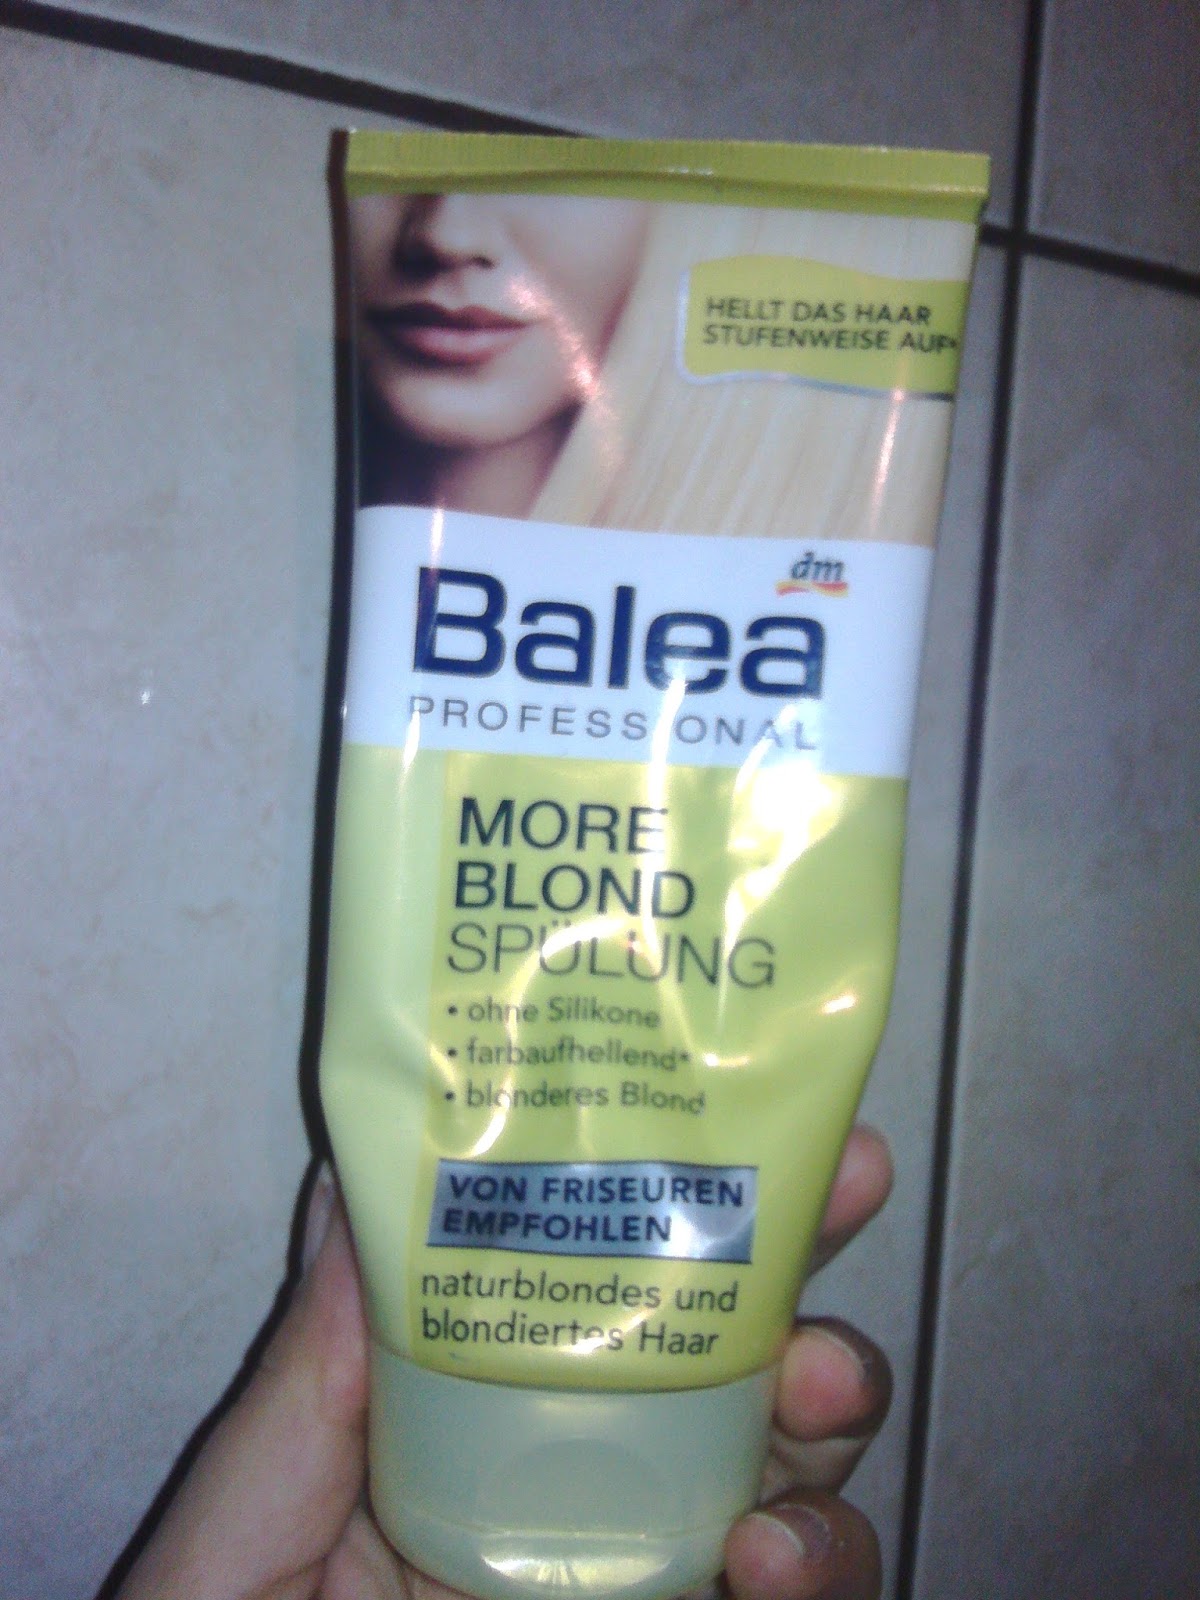 HELLT DAS HAAR
STUFENWEISE AUF*
dm
Balea
PROFESSIONAL
MORE
BLOND
SPÜLUNG
• ohne Silikone
• farbaufhellend*
• blonderes Blond
VON FRISEUREN
EMPFOHLEN
naturblondes und
blondiertes Haar